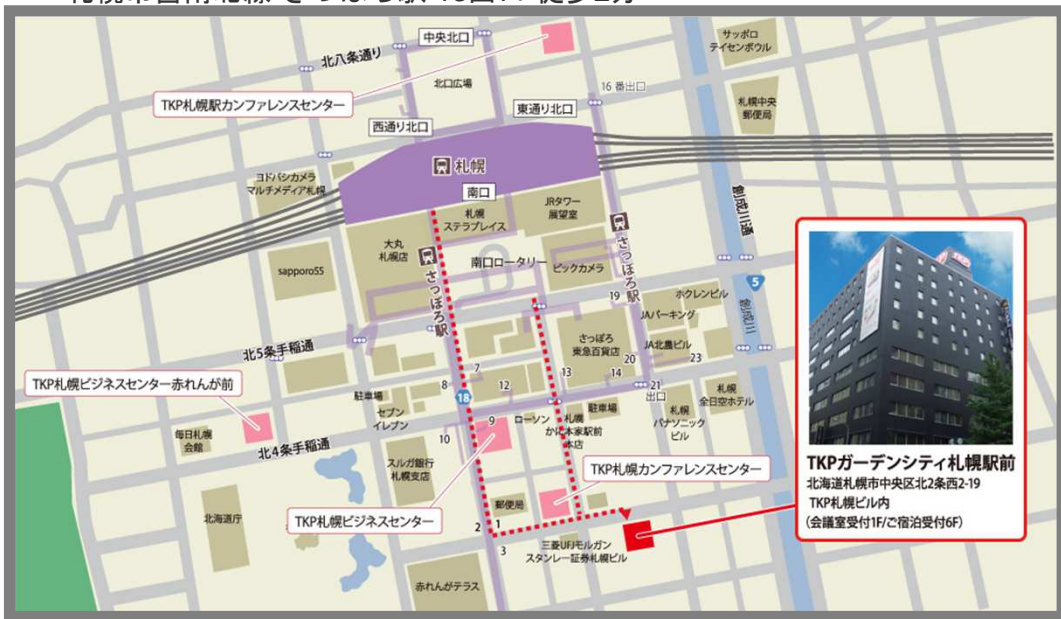 中央北口
サッポロ
テイセンボウル
北八条通り
北口広場
16 番出口
TKP札幌駅カンファレンスセンター
東通り北口
札幌中央
郵便局
西通り北口
札幌
ヨドバシカメラ
マルチメディア札幌
南口
JRタワー
展望室
札幌
ステラプレイス
創成川通
大丸
札幌店
さっぽろ駅
さっぽろ駅
南口ロータリー
ビックカメラ
sapporo55
5
19
ホクレンビル
JAパーキング
創成川
さっぽろ
東急百貨店
北5条手稲通
JA北農ビル
20
23
7
13
14
TKP札幌ビジネスセンター赤れんが前
8
12
21
出口
18
駐車場
セブン
イレブン
9
ローソン
札幌
かに本家駅前
本店
駐車場
札幌
パナソニック
ビル
札幌
全日空ホテル
毎日札幌
会館
北4条手稲通
10
スルガ銀行
札幌支店
TKP札幌カンファレンスセンター
TKPガーデンシティ札幌駅前
北海道札幌市中央区北2条西2-19
TKP札幌ビル内
(会議室受付1F/ご宿泊受付6F)
北海道庁
TKP札幌ビジネスセンター
郵便局
2
1
3
三菱UFJモルガン
スタンレー証券札幌ビル
赤れんがテラス